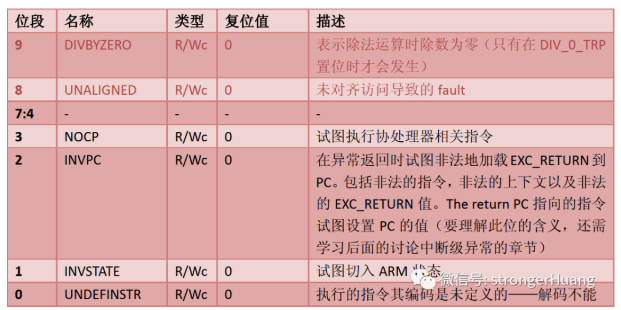 位段 名称 类型 复位值 描述
9 DIVBYZERO R/Wc 0 表示除法运算时除数为零（只有在 DIV_0_TRP
置位时才会发生）
8 UNALIGNED R/Wc 0 未对齐访问导致的 fault
7:4 - - - -
3 NOCP R/Wc 0 试图执行协处理器相关指令
2 INVPC R/Wc 0 在异常返回时试图非法地加载 EXC_RETURN 到
PC。包括非法的指令，非法的上下文以及非法
的 EXC_RETURN 值。The return PC 指向的指令
试图设置 PC 的值（要理解此位的含义，还需
学习后面的讨论中断级异常的章节）
1 INVSTATE R/Wc 0 试图切入 ARM 状态
微信号: strongerHuang
0 UNDEFINSTR R/Wc 0 执行的指令其编码是未定义的——解码不能